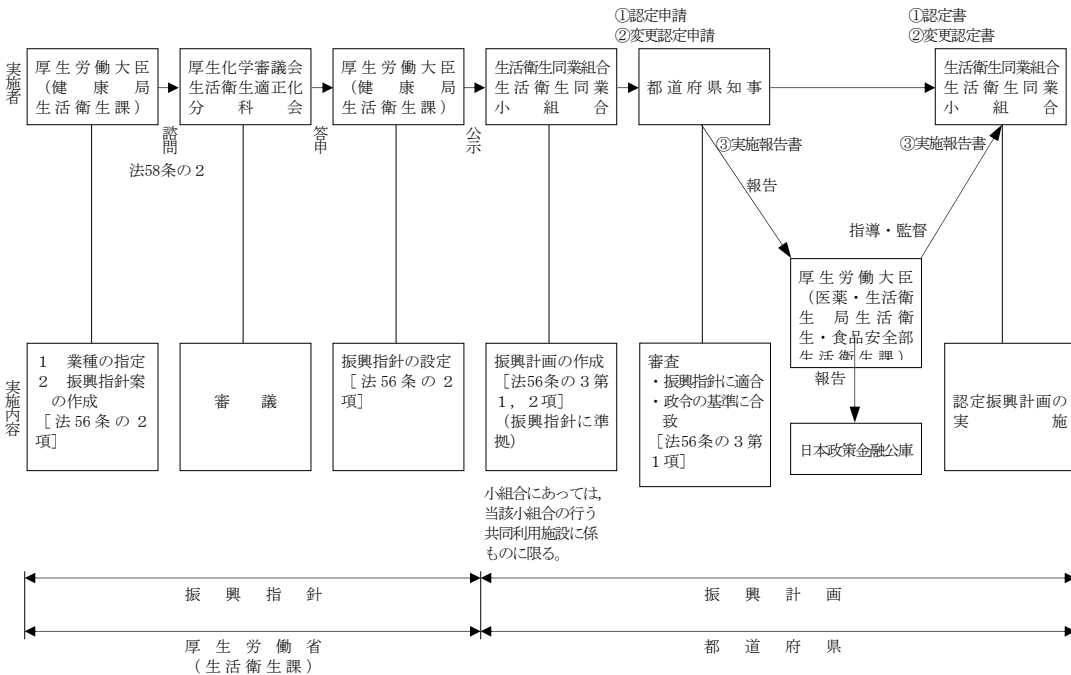 ①認定申請
②変更認定申請
①認定書
②変更認定書
実施者
厚生労働大臣
(健康局
生活衛生課)
厚生化学審議会
生活衛生適正化
分科会
厚生労働大臣
(健康局
生活衛生課)
生活衛生同業組合
生活衛生同業
小組合
都道府県知事
生活衛生同業組合
生活衛生同業
小組合
諮問
答申
公示
法58条の2
③実施報告書
③実施報告書
報告
指導・監督
厚生労働大臣
(医薬・生活衛
生局生活衛
生・食品安全部
生活衛生課)
報告
日本政策金融公庫
実施内容
1 業種の指定
2 振興指針案
の作成
[法56条の2
項]
審議
振興指針の設定
[法56条の2
項]
振興計画の作成
[法56条の3第
1,2項]
(振興指針に準
拠)
審査
・振興指針に適合
・政令の基準に合
致
[法56条の3第
1項]
認定振興計画の
実施
小組合にあっては,
当該小組合の行う
共同利用施設に係
ものに限る。
振興指針
振興計画
厚生労働省
(生活衛生課)
都道府県